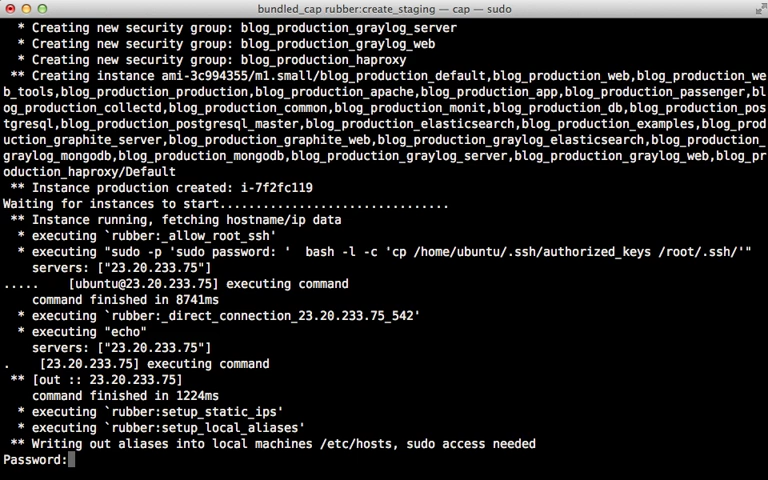 bundled_cap rubber:create_staging — cap — sudo
* Creating new security group: blog_production_graylog_server
* Creating new security group: blog_production_graylog_web
* Creating new security group: blog_production_haproxy
** Creating instance ami-3c994355/m1.small/blog_production_default,blog_production_web,blog_production_we
b_tools,blog_production_production,blog_production_apache,blog_production_app,blog_production_passenger,bl
og_production_collectd,blog_production_common,blog_production_monit,blog_production_db,blog_production_pos
tgresql,blog_production_postgresql_master,blog_production_elasticsearch,blog_production_examples,blog_prod
uction_graphite_server,blog_production_graphite_web,blog_production_graylog_elasticsearch,blog_production_
graylog_mongodb,blog_production_mongodb,blog_production_graylog_server,blog_production_graylog_web,blog_pr
oduction_haproxy/Default
** Instance production created: i-7f2fc119
Waiting for instances to start...............................
** Instance running, fetching hostname/ip data
* executing `rubber:_allow_root_ssh'
* executing "sudo -p 'sudo password: '  bash -l -c 'cp /home/ubuntu/.ssh/authorized_keys /root/.ssh/'"
servers: ["23.20.233.75"]
.....    [ubuntu@23.20.233.75] executing command
command finished in 8741ms
* executing `rubber:_direct_connection_23.20.233.75_542'
* executing "echo"
servers: ["23.20.233.75"]
.    [23.20.233.75] executing command
** [out :: 23.20.233.75]
command finished in 1224ms
* executing `rubber:setup_static_ips'
* executing `rubber:setup_local_aliases'
** Writing out aliases into local machines /etc/hosts, sudo access needed
Password: